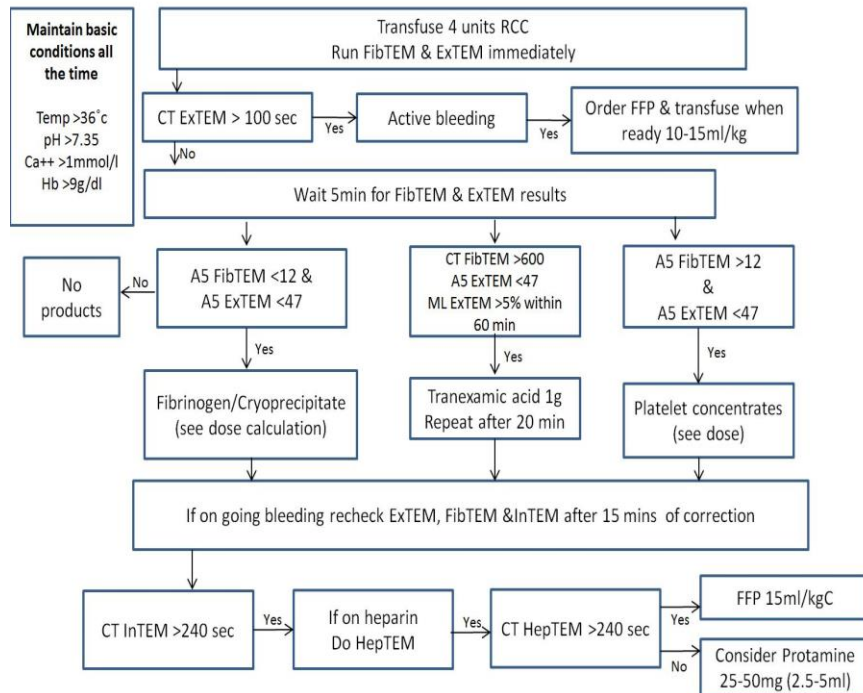 Maintain basic
conditions all
the time
Temp >36˚c
pH >7.35
Ca++ >1mmol/l
Hb >9g/dl
Transfuse 4 units RCC
Run FibTEM & ExTEM immediately
CT ExTEM > 100 sec
Yes
Active bleeding
Yes
Order FFP & transfuse when
ready 10-15ml/kg
No
Wait 5min for FibTEM & ExTEM results
No
products
No
A5 FibTEM <12 &
A5 ExTEM <47
CT FibTEM >600
A5 ExTEM <47
ML ExTEM >5% within
60 min
A5 FibTEM >12
&
A5 ExTEM <47
Yes
Yes
Yes
Fibrinogen/Cryoprecipitate
(see dose calculation)
Tranexamic acid 1g
Repeat after 20 min
Platelet concentrates
(see dose)
If on going bleeding recheck ExTEM, FibTEM &InTEM after 15 mins of correction
CT InTEM >240 sec
Yes
If on heparin
Do HepTEM
Yes
CT HepTEM >240 sec
Yes
FFP 15ml/kgC
No
Consider Protamine
25-50mg (2.5-5ml)